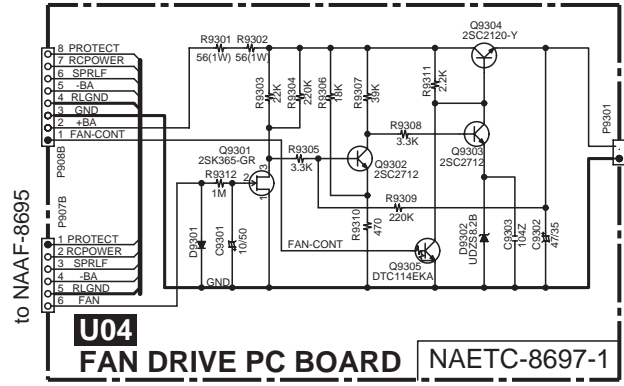 8 PROTECT
7 RCPOWER
6 SPRLF
5 -BA
4 RLGND
3 GND
2 +BA
1 FAN-CONT
P908B
P907B
1 PROTECT
2 RCPOWER
3 SPRLF
4 -BA
5 RLGND
6 FAN
to NAAF-8695
R9301 R9302
56(1W) 56(1W)
R9303
22K
R9304
R9306
18K
R9307
39K
R9311
2.2K
Q9304
2SC2120-Y
P9301
Q9301
2SK365-GR
R9305
3.3K
R9308
3.3K
Q9302
2SC2712
Q9303
2SC2712
R9312
1M
3
2
1
R9309
220K
R9310
470
D9301
C9301
10/50
FAN-CONT
Q9305
DTC114EKA
D9302
UDZS8.2B
C9303
104Z
C9302
47/35
GND
U04
FAN DRIVE PC BOARD
NAETC-8697-1